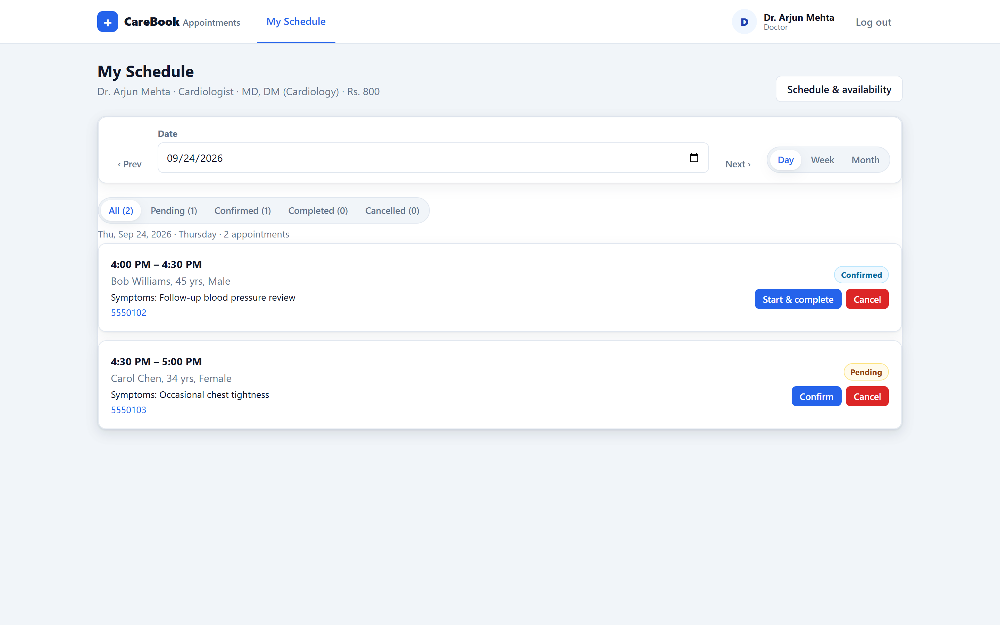 + CareBook Appointments
My Schedule
D
Dr. Arjun Mehta
Doctor
Log out
My Schedule
Dr. Arjun Mehta · Cardiologist · MD, DM (Cardiology) · Rs. 800
Schedule & availability
Date
‹ Prev
09/24/2026
Next ›
Day Week Month
All (2) Pending (1) Confirmed (1) Completed (0) Cancelled (0)
Thu, Sep 24, 2026 · Thursday · 2 appointments
4:00 PM – 4:30 PM
Bob Williams, 45 yrs, Male
Symptoms: Follow-up blood pressure review
5550102
Confirmed
Start & complete Cancel
4:30 PM – 5:00 PM
Carol Chen, 34 yrs, Female
Symptoms: Occasional chest tightness
5550103
Pending
Confirm Cancel